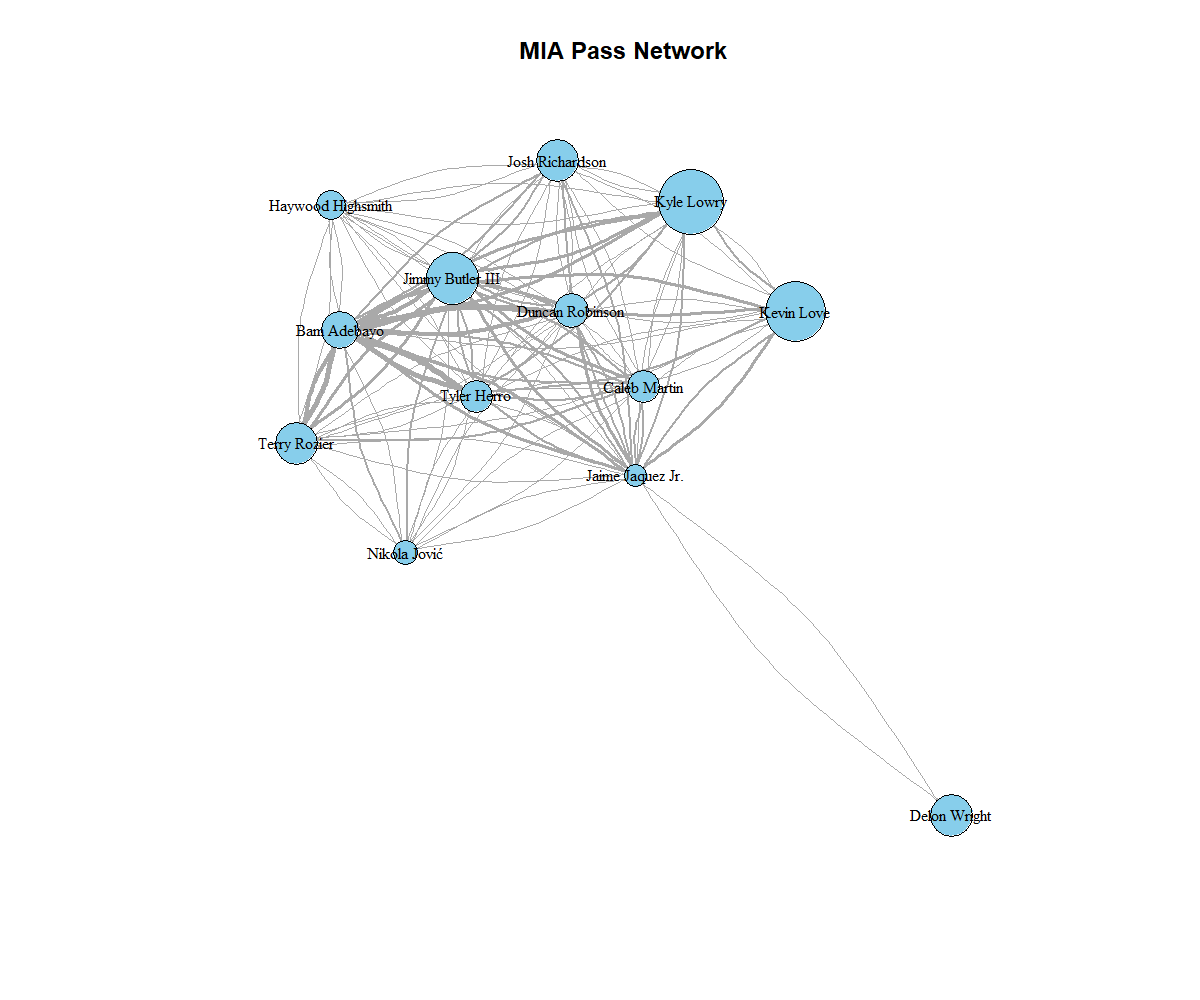 MIA Pass Network
Josh Richardson
Kyle Lowry
Haywood Highsmith
Jimmy Butler III
Duncan Robinson
Kevin Love
Bam Adebayo
Caleb Martin
Tyler Herro
Terry Rozier
Jaime Jaquez Jr.
Nikola Jović
Delon Wright